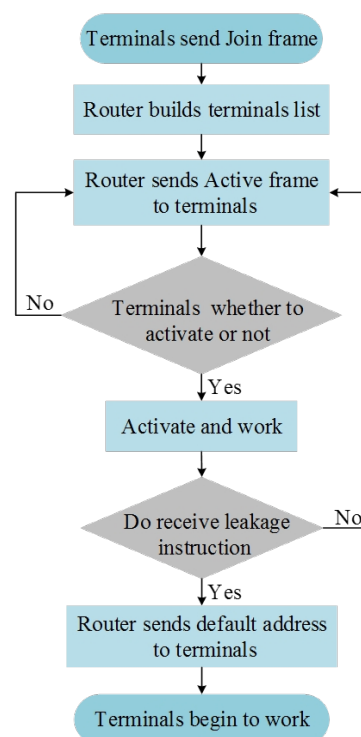 Terminals send Join frame
Router builds terminals list
Router sends Active frame
to terminals
No
Terminals whether to
activate or not
Yes
Activate and work
Do receive leakage
instruction
No
Yes
Router sends default address
to terminals
Terminals begin to work